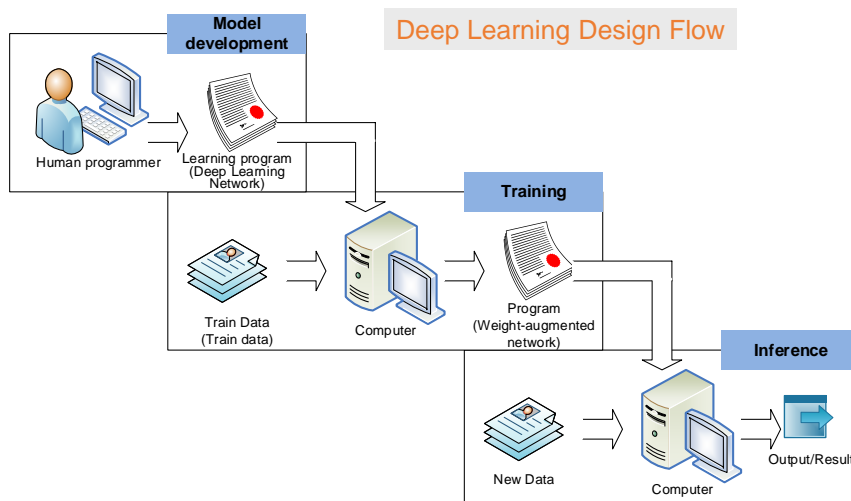 Deep Learning Design Flow
Model
development
Human programmer
Learning program
(Deep Learning
Network)
Training
Train Data
(Train data)
Computer
Program
(Weight-augmented
network)
Inference
New Data
Computer
Output/Result